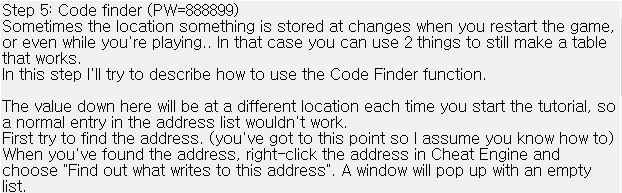 Step 5: Code finder (PW=888899)
Sometimes the location something is stored at changes when you restart the game,
or even while you're playing.. In that case you can use 2 things to still make a table
that works.
In this step I'll try to describe how to use the Code Finder function.

The value down here will be at a different location each time you start the tutorial, so
a normal entry in the address list wouldn't work.
First try to find the address. (you've got to this point so I assume you know how to)
When you've found the address, right-click the address in Cheat Engine and
choose "Find out what writes to this address". A window will pop up with an empty
list.